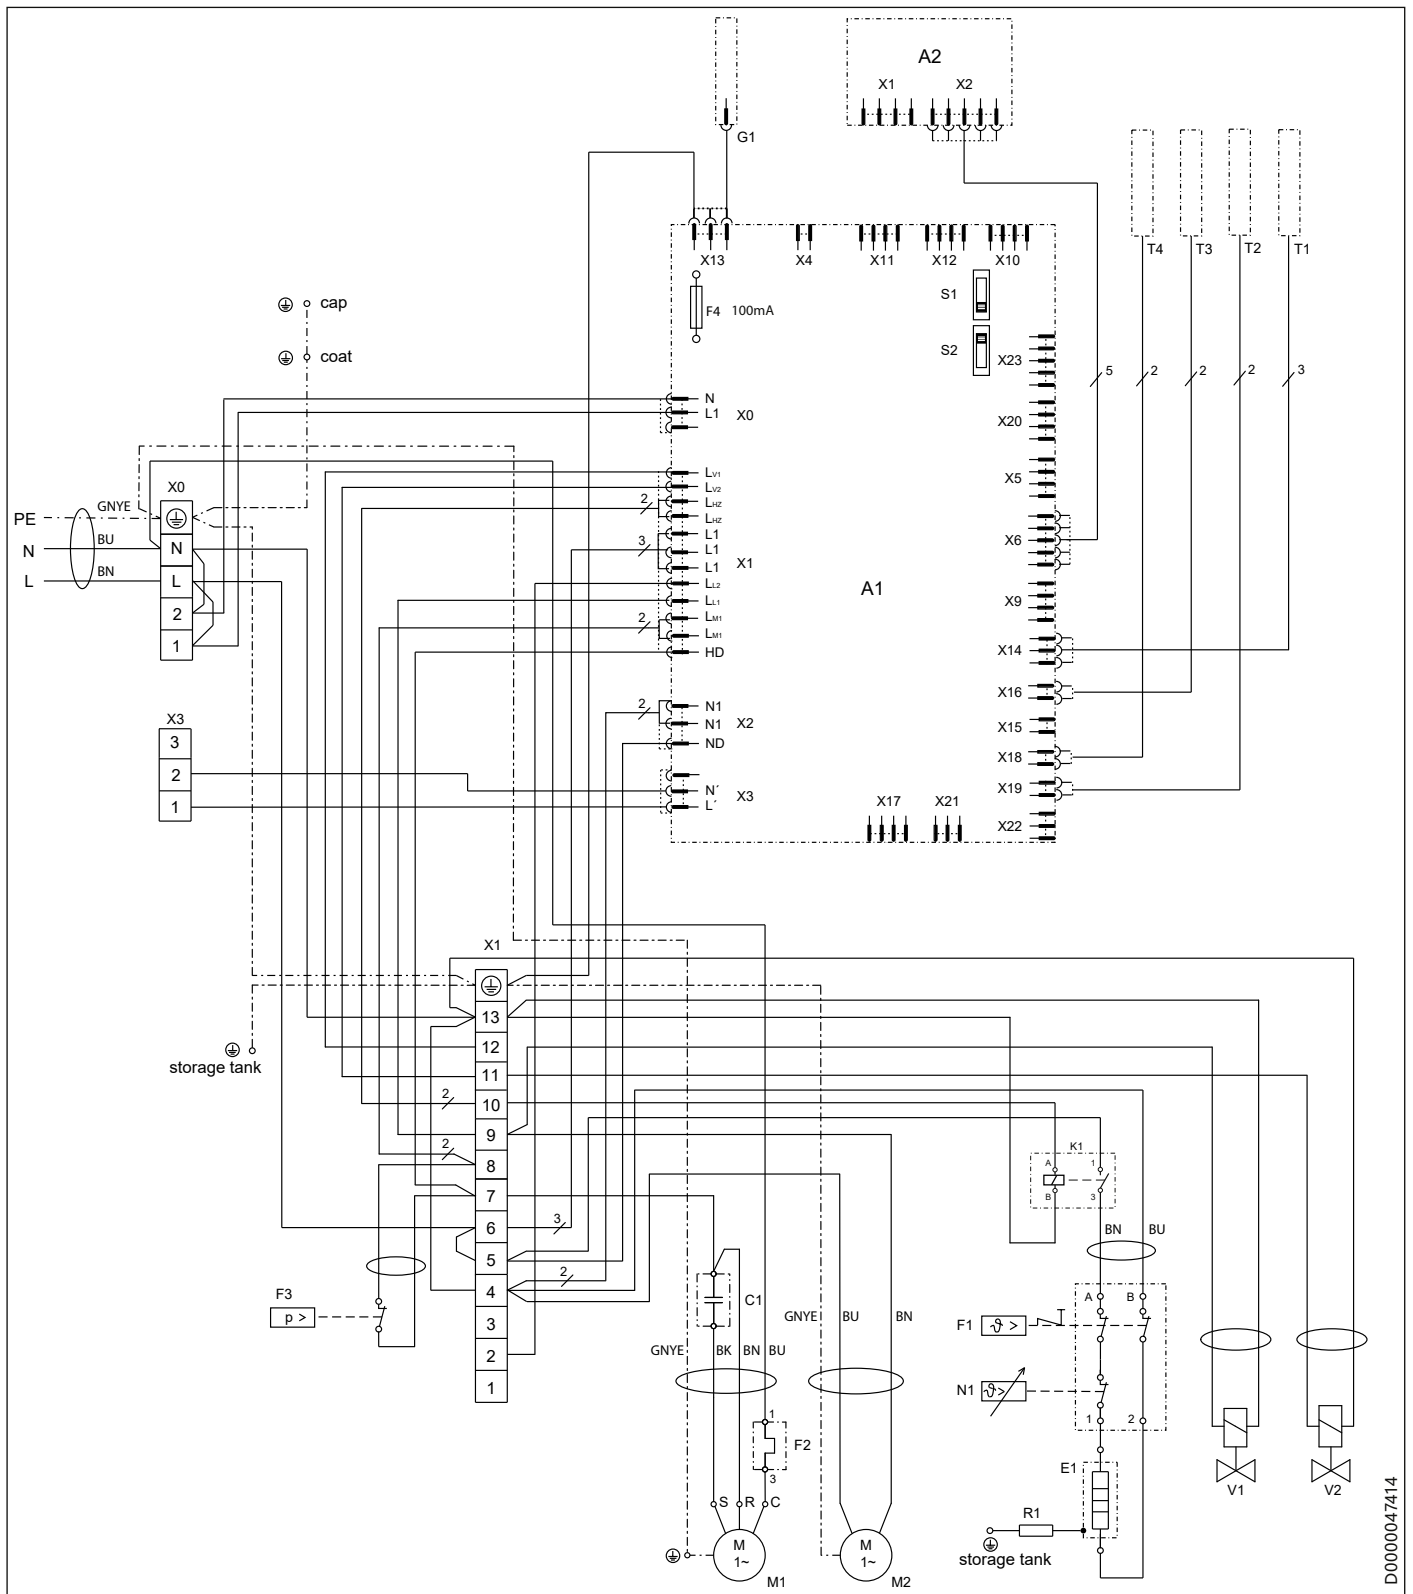 A2
X1 X2
G1
T4 T3 T2 T1
X13 X4 X11 X12 X10
S1
F4 100mA
S2
X23
5 2 2 2 3
cap
coat
N
L1
X0
X20
LV1
LV2
LHZ
LHZ
L1
L1
L1
LL2
LL1
LM1
LM1
HD
X1
2
3
2
A1
X5
X6
X9
X14
X16
X15
X18
X19
X22
X0
PE GNYE
N BU
L BN
N
L
2
1
N1
N1
ND
X2
2
N´
L´
X3
X17 X21
X3
3
2
1
X1
13
12
11
10
9
8
7
6
5
4
3
2
1
2
2
3
2
storage tank
K1
A 1
B 3
BN BU
F3
p >
C1
GNYE BK BN BU
GNYE BU BN
A B
F1
ϑ >
N1
ϑ>
1 2
1
F2
3
S R C
M
1~
M1
M
1~
M2
E1
R1
storage tank
V1 V2
D0000047414